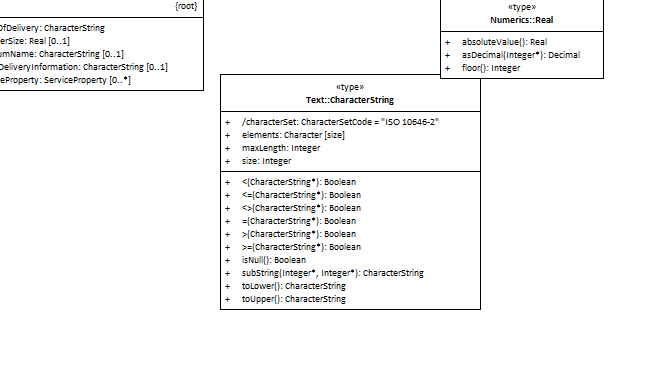 {root}
OfDelivery: CharacterString
erSize: Real [0..1]
umName: CharacterString [0..1]
DeliveryInformation: CharacterString [0..1]
eProperty: ServiceProperty [0..*]
«type»
Numerics::Real
+ absoluteValue(): Real
+ asDecimal(Integer*): Decimal
+ floor(): Integer
«type»
Text::CharacterString
+ /characterSet: CharacterSetCode = "ISO 10646-2"
+ elements: Character [size]
+ maxLength: Integer
+ size: Integer
+ <(CharacterString*): Boolean
+ <=(CharacterString*): Boolean
+ <>(CharacterString*): Boolean
+ =(CharacterString*): Boolean
+ >(CharacterString*): Boolean
+ >=(CharacterString*): Boolean
+ isNull(): Boolean
+ subString(Integer*, Integer*): CharacterString
+ toLower(): CharacterString
+ toUpper(): CharacterString